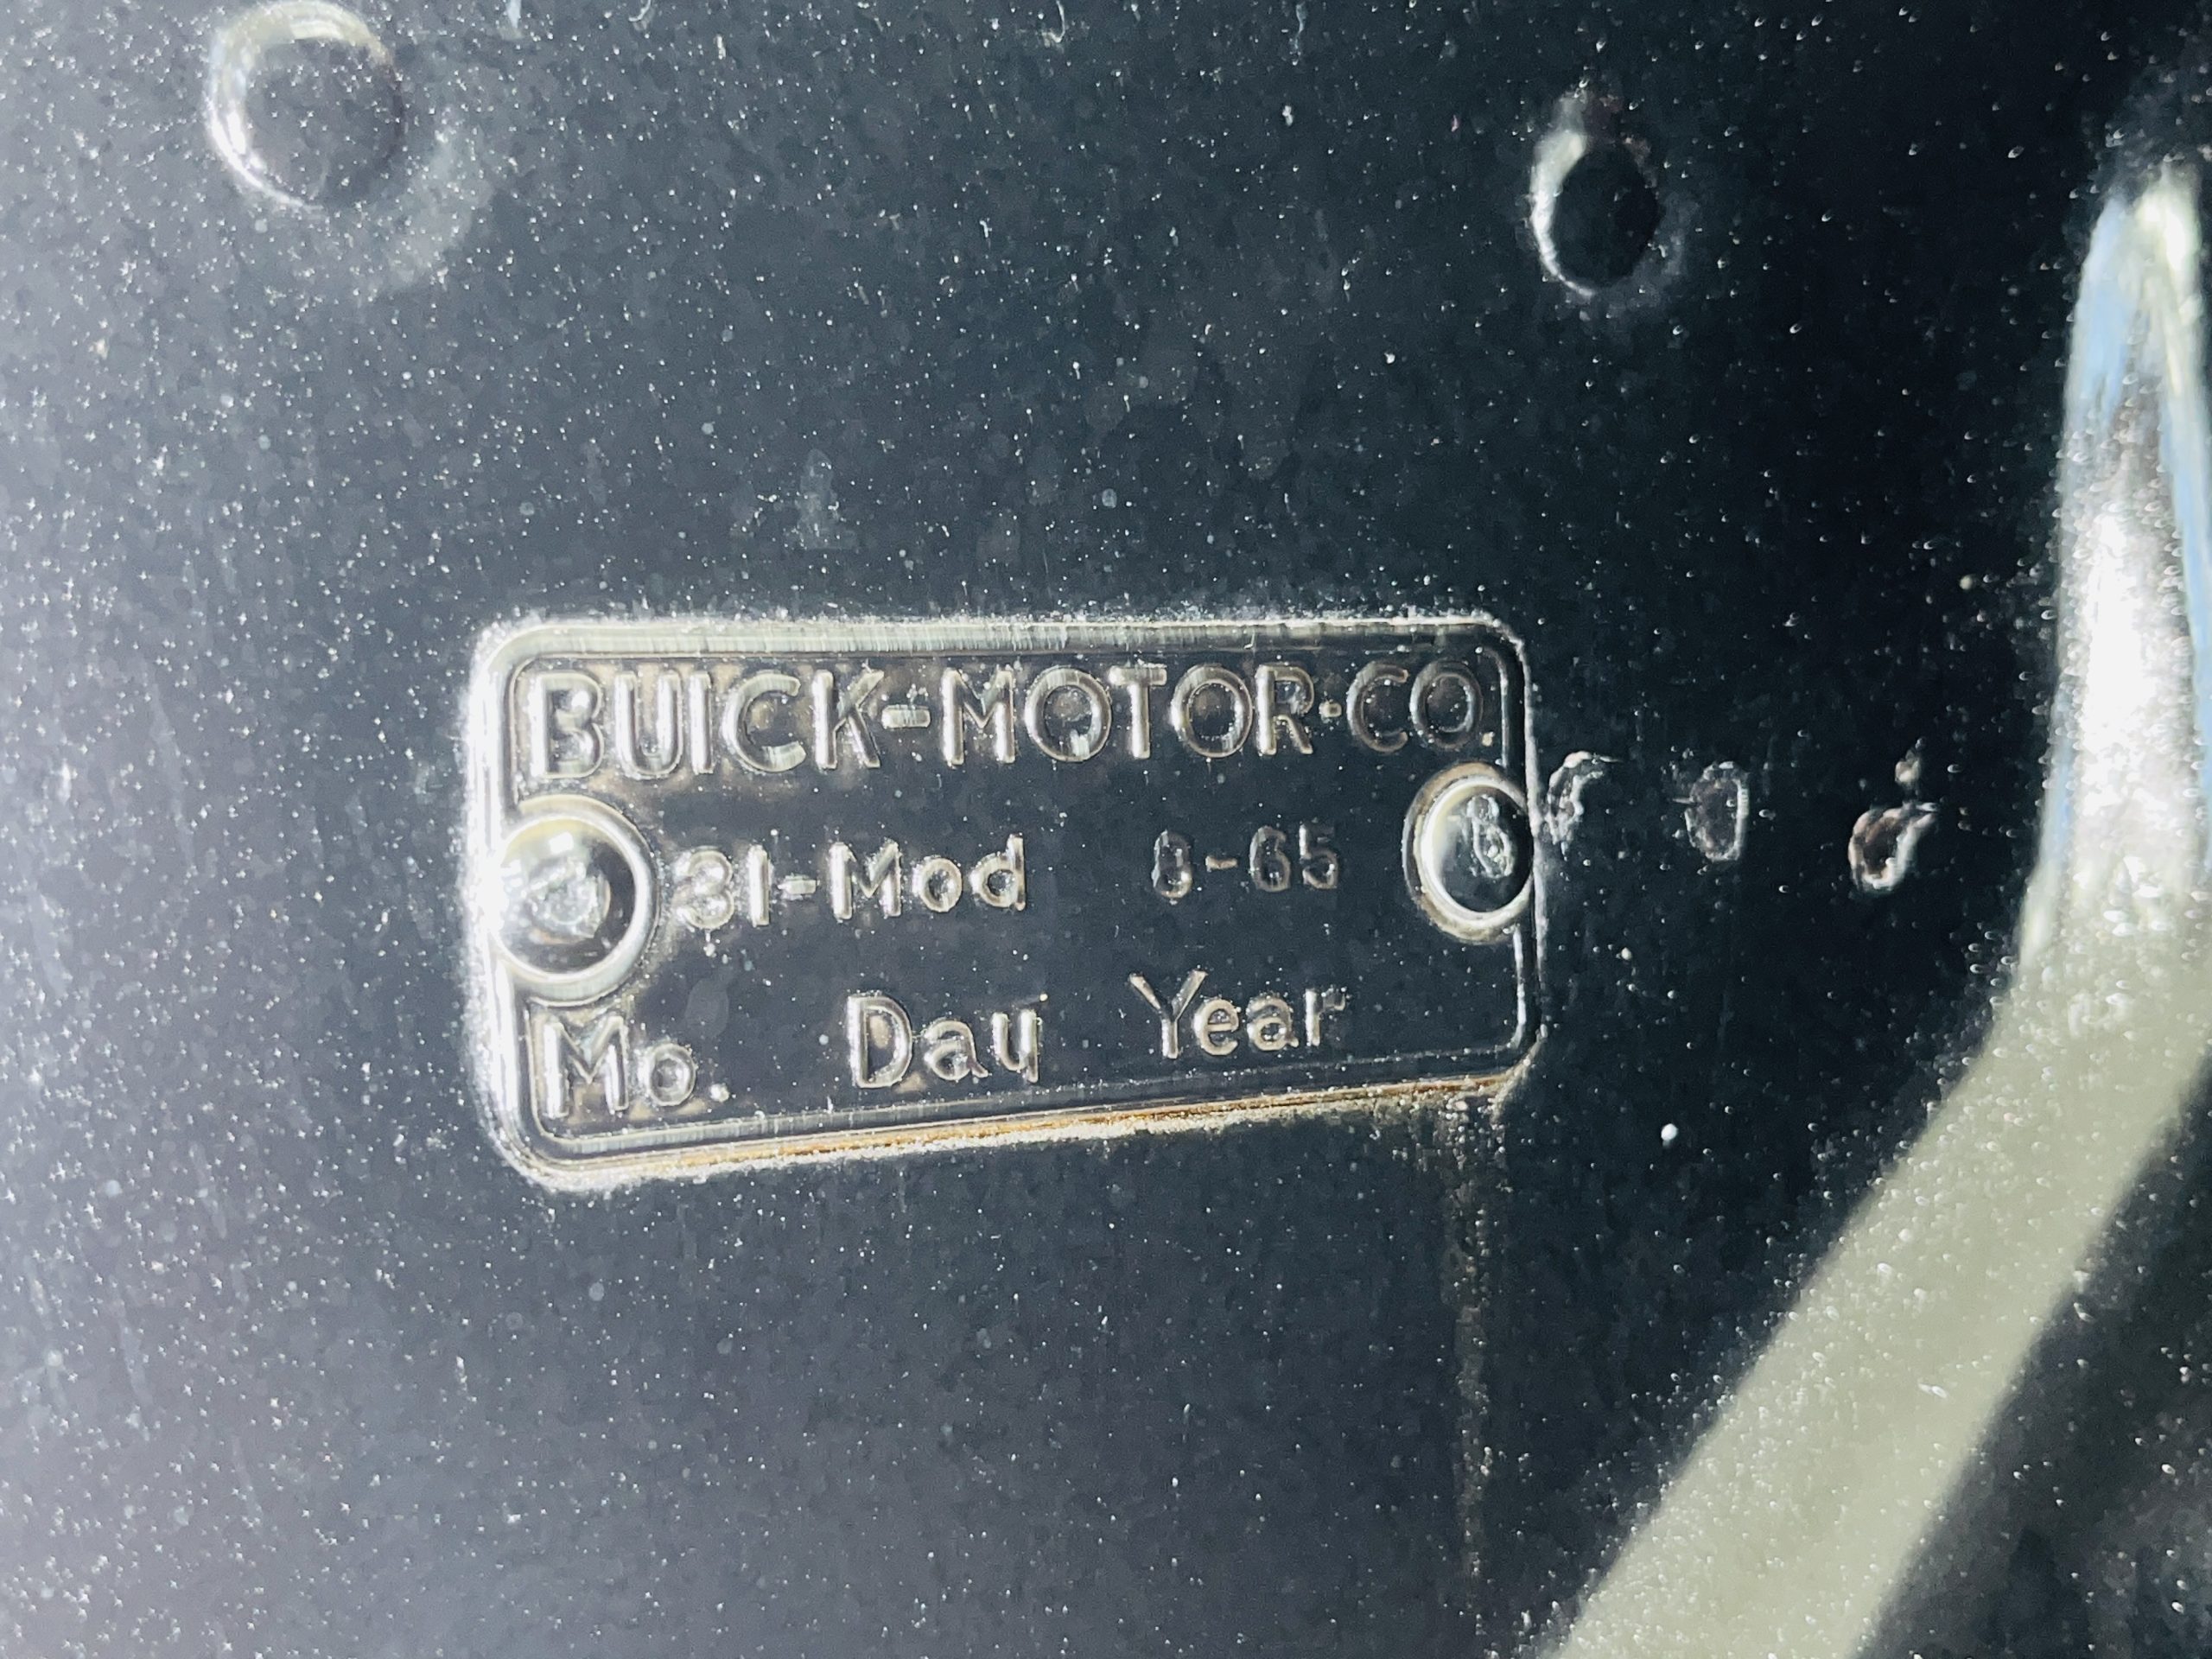 BUICK-MOTOR·CO.
31-Mod 8-65
Mo. Day Year